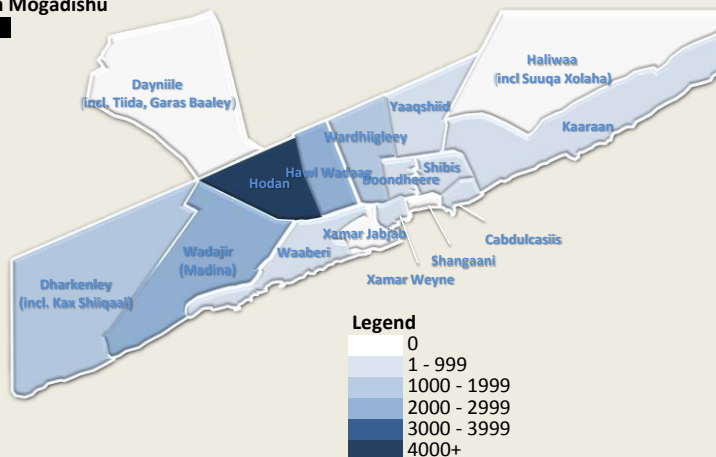 Mogadishu
Haliwaa
(incl Suuqa Xolaha)
Dayniile
(incl. Tiida, Garas Baaley)
Yaaqshiid
Kaaraan
Wardhiigleey
Shibis
Hawl Wadaag
Boondheere
Hodan
Xamar Jabjab
Cabdulcasiis
Wadajir
(Madina)
Waaberi
Shangaani
Xamar Weyne
Dharkenley
(incl. Kax Shiiqaal)
Legend
0
1 - 999
1000 - 1999
2000 - 2999
3000 - 3999
4000+